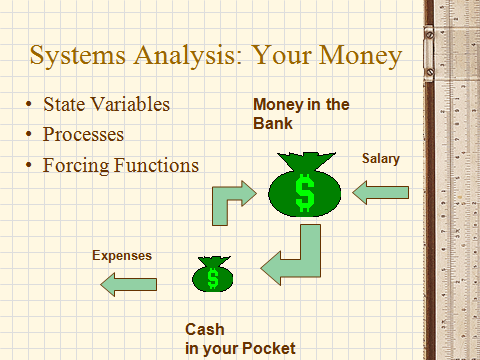 Systems Analysis: Your Money
• State Variables
• Processes
• Forcing Functions
Money in the
Bank
Salary
$
Expenses
$
Cash
in your Pocket